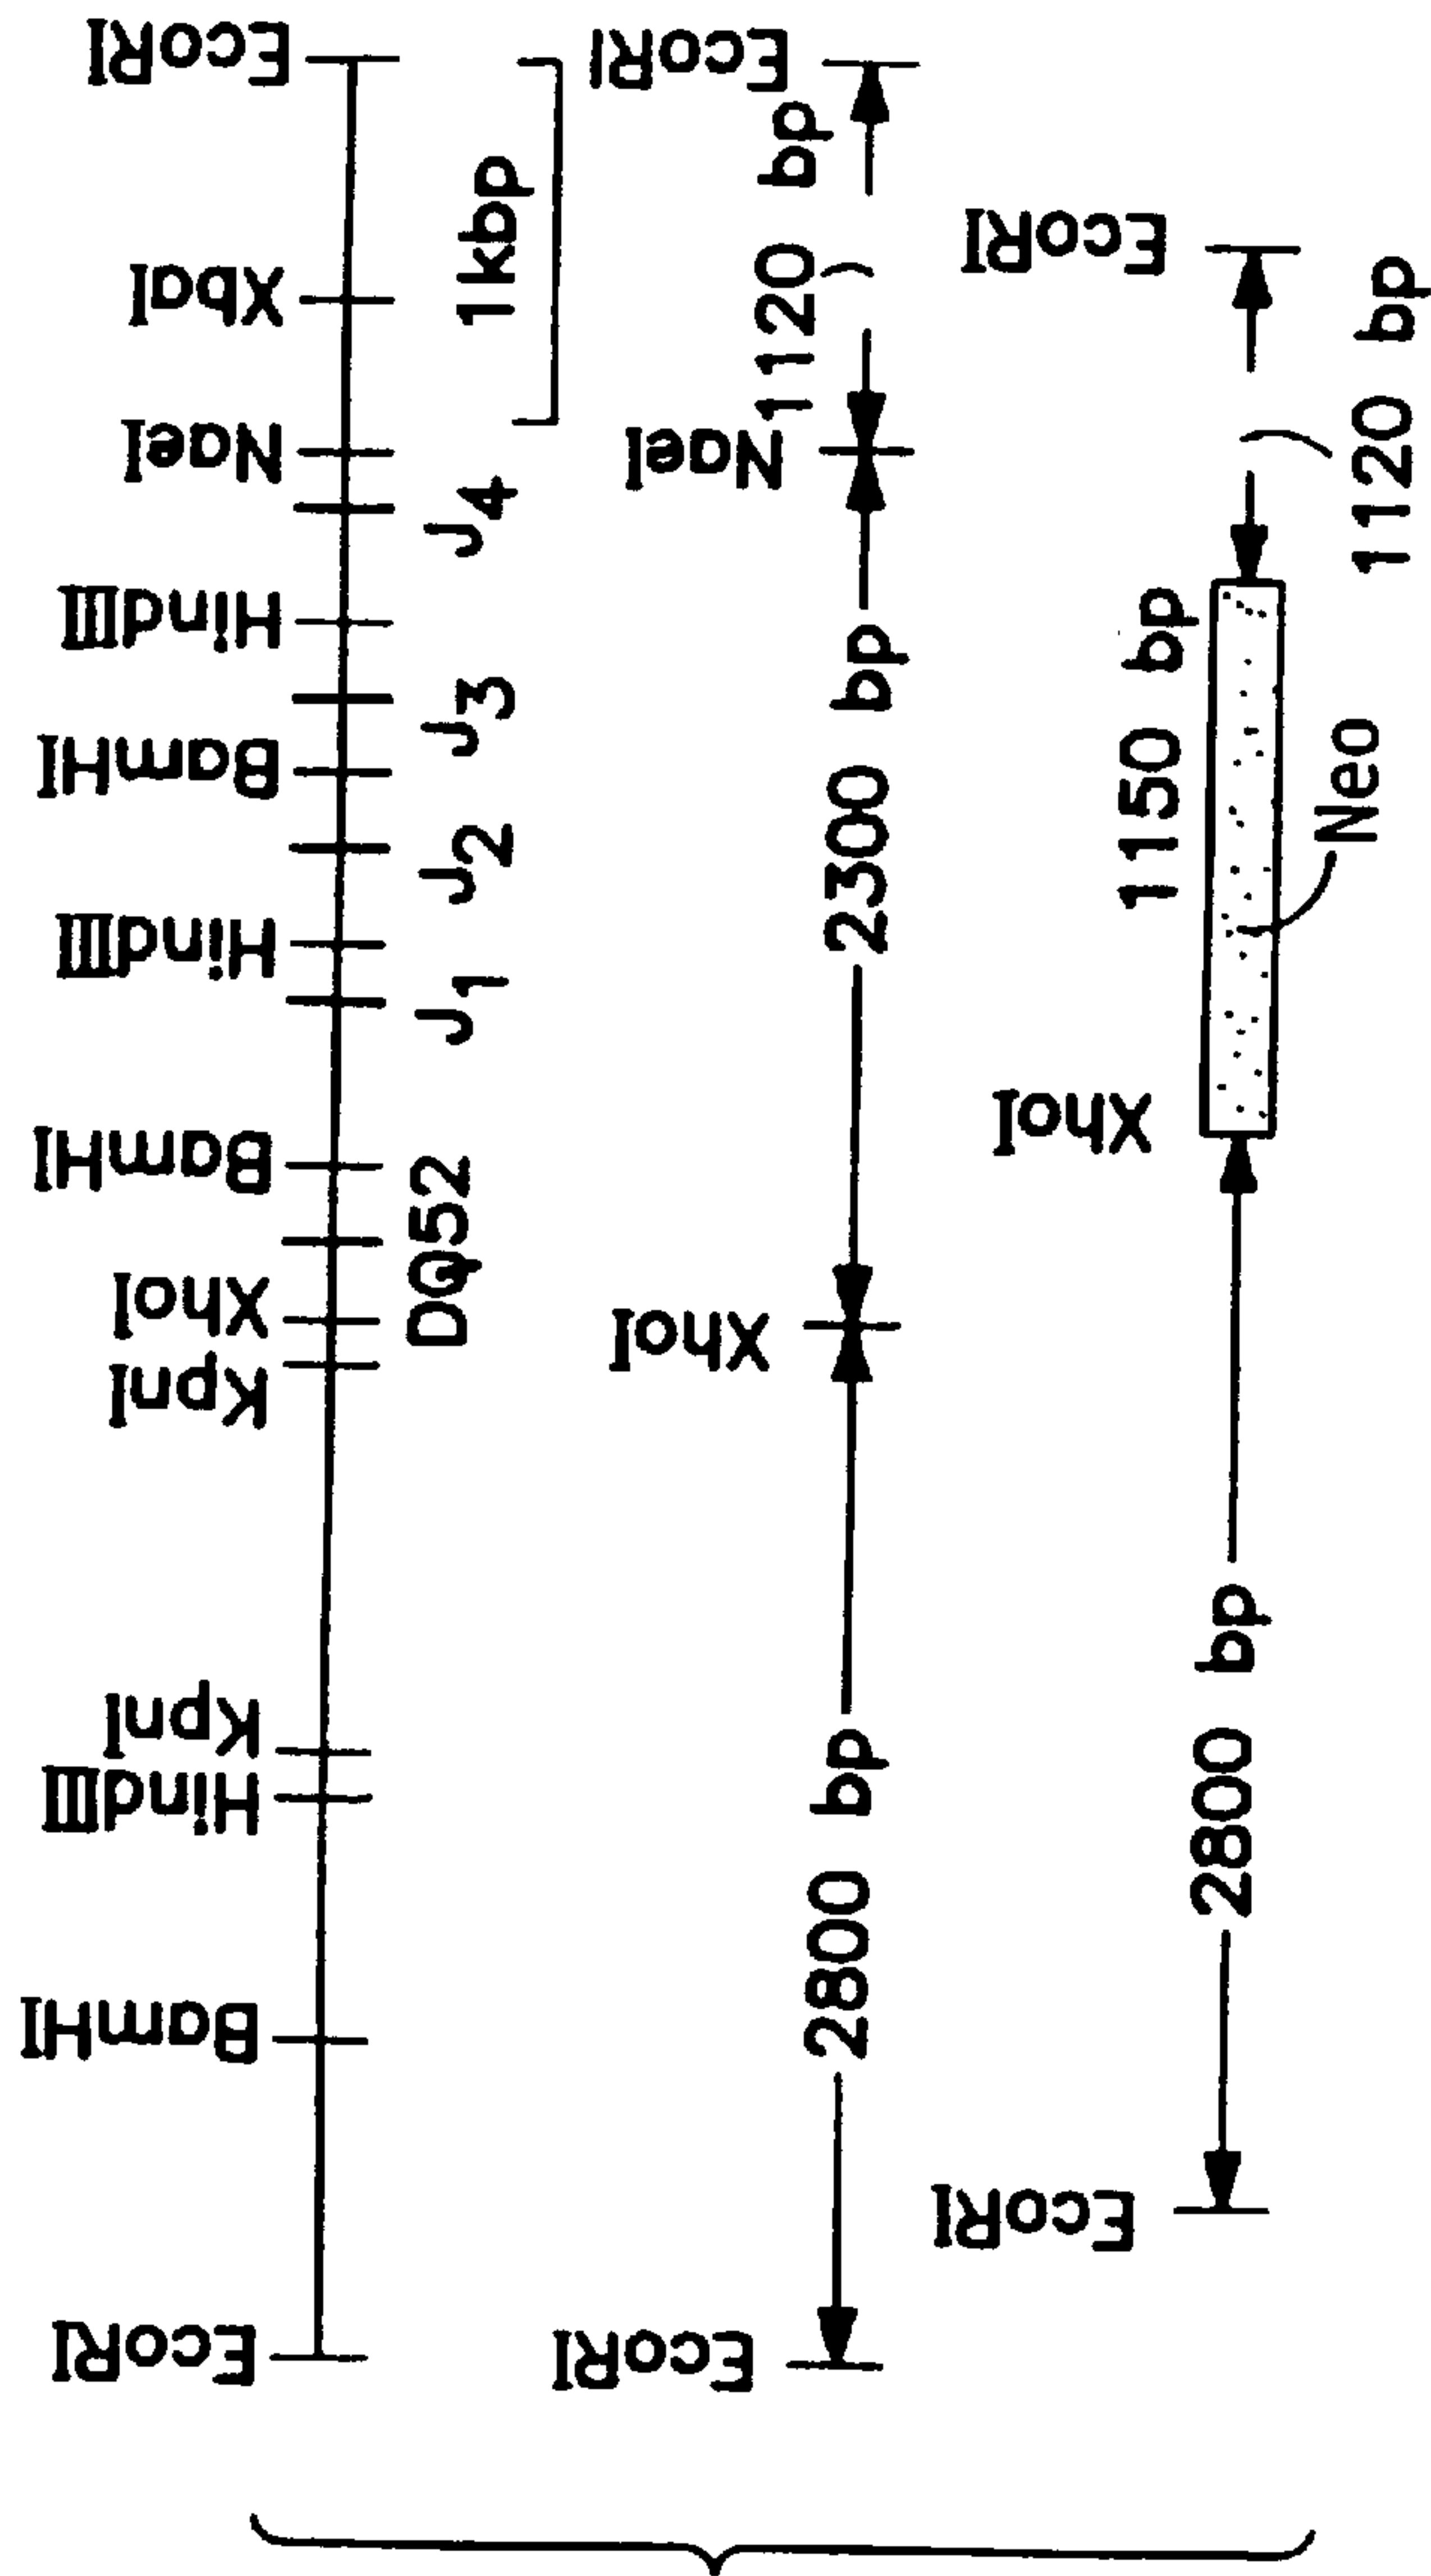 EcoRI
BamHI
HindIII
KpnI
KpnI
XhoI
BamHI
HindIII
BamHI
HindIII
NaeI
XbaI
EcoRI
DQ52
J1
J2
J3
J4
1kbp
EcoRI
XhoI
NaeI
EcoRI
2800 bp
2300 bp
1120 bp
EcoRI
XhoI
1150 bp
EcoRI
2800 bp
Neo
1120 bp